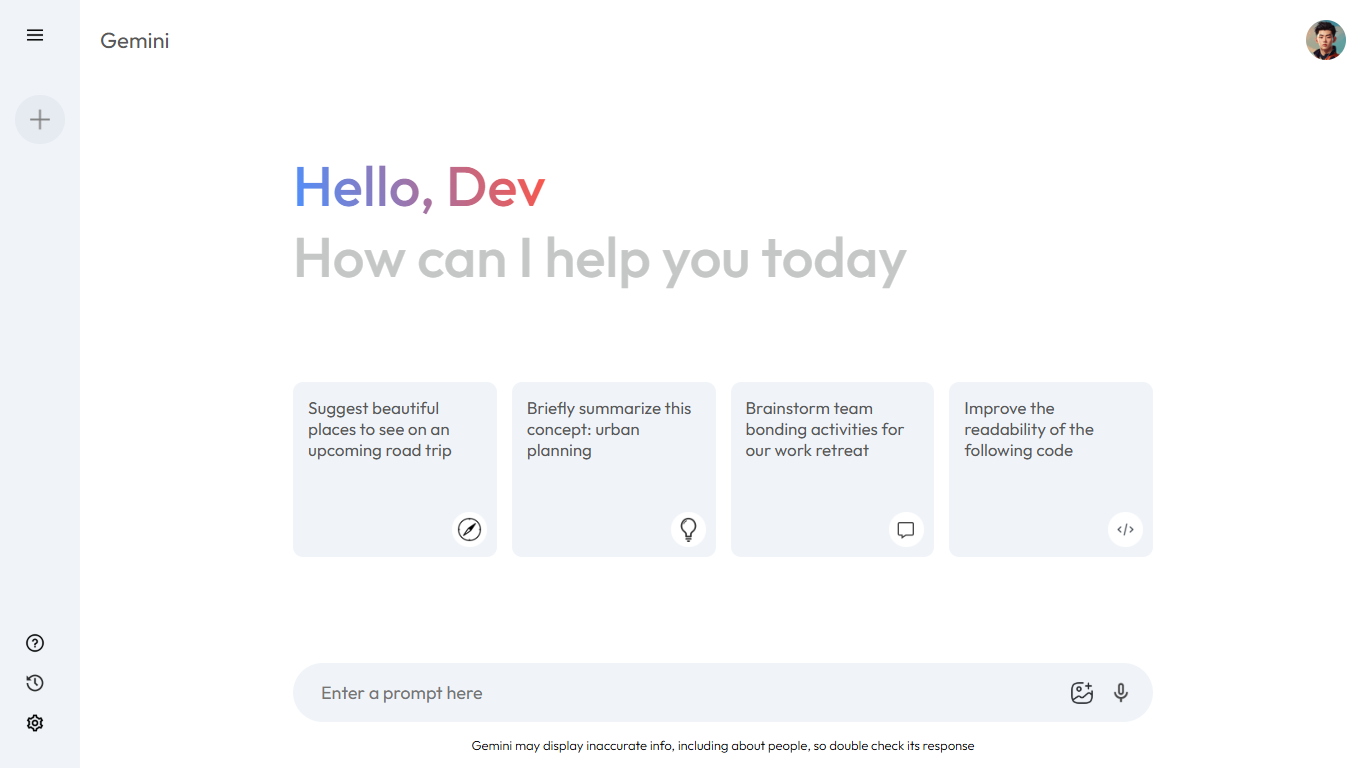 Gemini
Hello, Dev
How can I help you today
Suggest beautiful
places to see on an
upcoming road trip
Briefly summarize this
concept: urban
planning
Brainstorm team
bonding activities for
our work retreat
Improve the
readability of the
following code
Enter a prompt here
Gemini may display inaccurate info, including about people, so double check its response